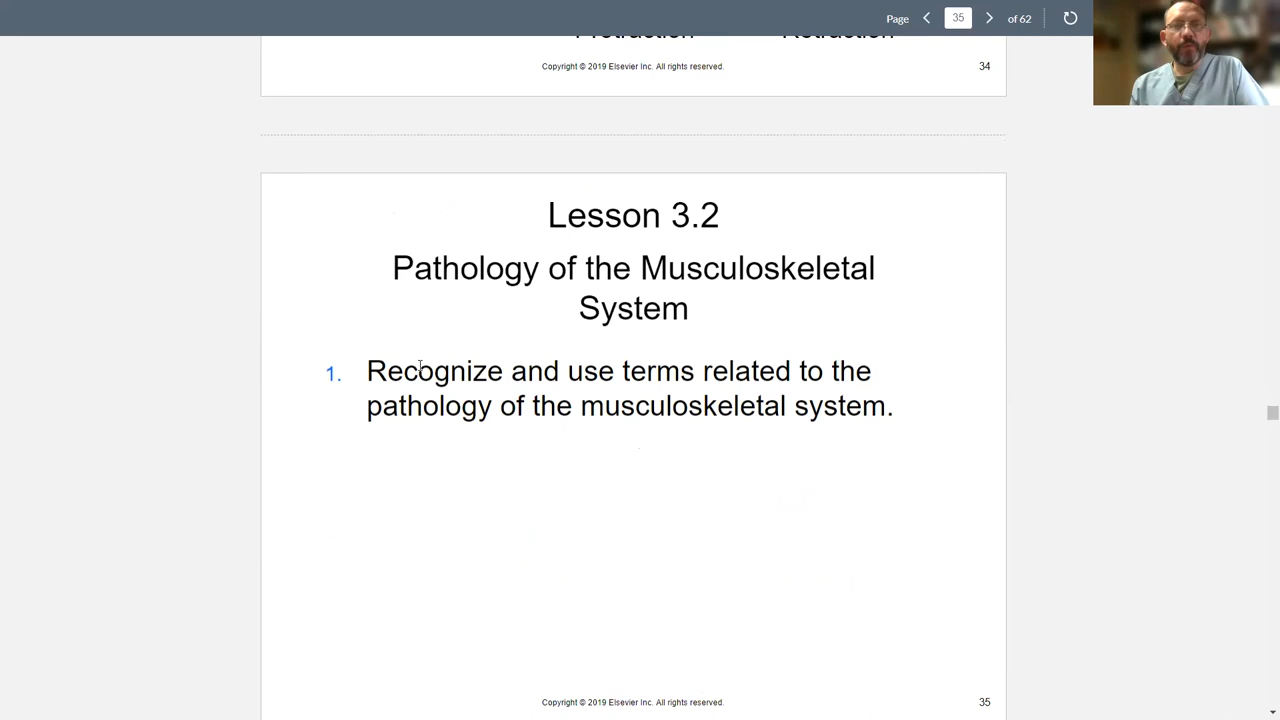 Page 35 of 62
Protraction Retraction
Copyright © 2019 Elsevier Inc. All rights reserved. 34
Lesson 3.2
Pathology of the Musculoskeletal
System
1. Recognize and use terms related to the
pathology of the musculoskeletal system.
Copyright © 2019 Elsevier Inc. All rights reserved. 35